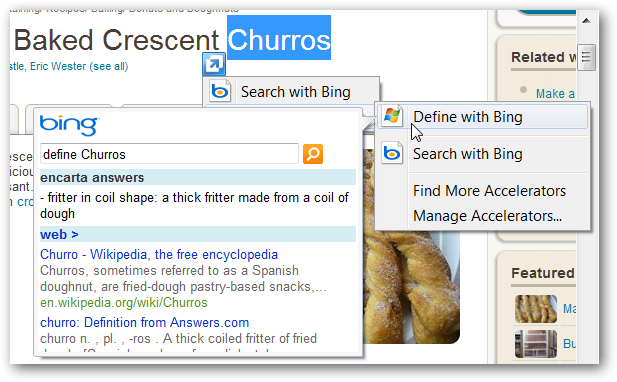 Baking/ Donuts and Doughnuts
Baked Crescent Churros
stle, Eric Wester (see all)
Related w
Make a
Search with Bing
Define with Bing
Search with Bing
Find More Accelerators
Manage Accelerators...
bing
define Churros
encarta answers
- fritter in coil shape: a thick fritter made from a coil of
dough
web >
Churro - Wikipedia, the free encyclopedia
Churros, sometimes referred to as a Spanish
doughnut, are fried-dough pastry-based snacks,...
en.wikipedia.org/wiki/Churros
churro: Definition from Answers.com
churro n. , pl. , -ros . A thick coiled fritter of fried
Featured
Ma
Bu